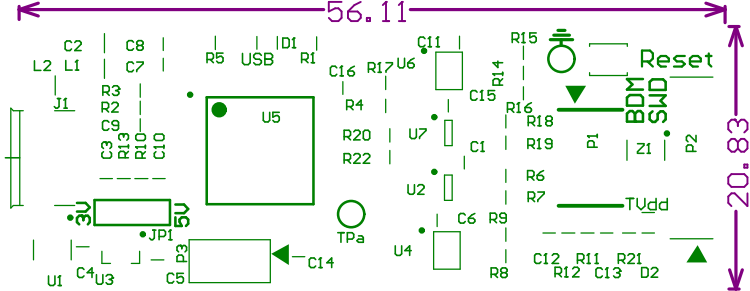 56.11
C2
C8
R5
USB
D1
R1
C11
R15
Reset
L2
L1
C7
C16
R17
U6
R14
BDM
SWD
J1
R3
R2
C9
U5
R4
C15
R16
R18
R19
P1
Z1
P2
20.83
C3
R13
R10
C10
R20
R22
U7
C1
U2
R6
R7
TVdd
3V
5V
JP1
TPa
C6
R9
U1
C4
U3
C5
P3
C14
U4
R8
C12
R12
R11
C13
R21
D2